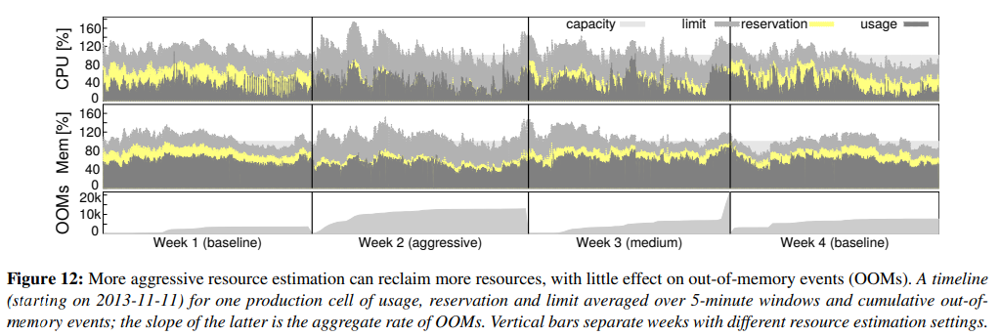 capacity limit reservation usage
CPU [%]
160
120
80
40
0
Mem [%]
160
120
80
40
0
OOMs
20k
10k
0
Week 1 (baseline) Week 2 (aggressive) Week 3 (medium) Week 4 (baseline)
Figure 12: More aggressive resource estimation can reclaim more resources, with little effect on out-of-memory events (OOMs). A timeline
(starting on 2013-11-11) for one production cell of usage, reservation and limit averaged over 5-minute windows and cumulative out-of-
memory events; the slope of the latter is the aggregate rate of OOMs. Vertical bars separate weeks with different resource estimation settings.